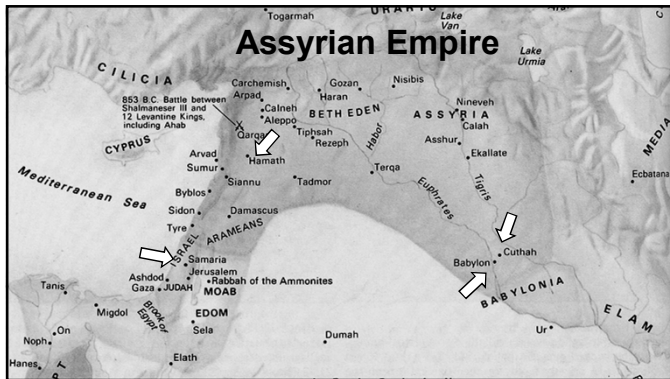 Togarmah
URARTU
Lake
Van
Assyrian Empire
Lake
Urmia
CILICIA
Carchemish
Gozan
Nisibis
Arpad
Haran
853 B.C. Battle between
Shalmaneser III and
12 Levantine Kings,
including Ahab
Calneh
Aleppo
BETH EDEN
ASSYRIA
Nineveh
Calah
Qarqar
Tiphsah
Rezeph
Habor
MEDIA
CYPRUS
Asshur
Ekallate
Arvad
Hamath
Sumur
Siannu
Tadmor
Terqa
Ecbatana
Mediterranean Sea
Byblos
Euphrates
Tigris
Sidon
Damascus
Tyre
ARAMEANS
ISRAEL
Samaria
Cuthah
Babylon
Ashdod
Jerusalem
Gaza
JUDAH
Rabbah of the Ammonites
MOAB
BABYLONIA
Tanis
Migdol
Brook of
Egypt
EDOM
Sela
ELAM
On
Noph
Dumah
Ur
Elath
Hanes
PT